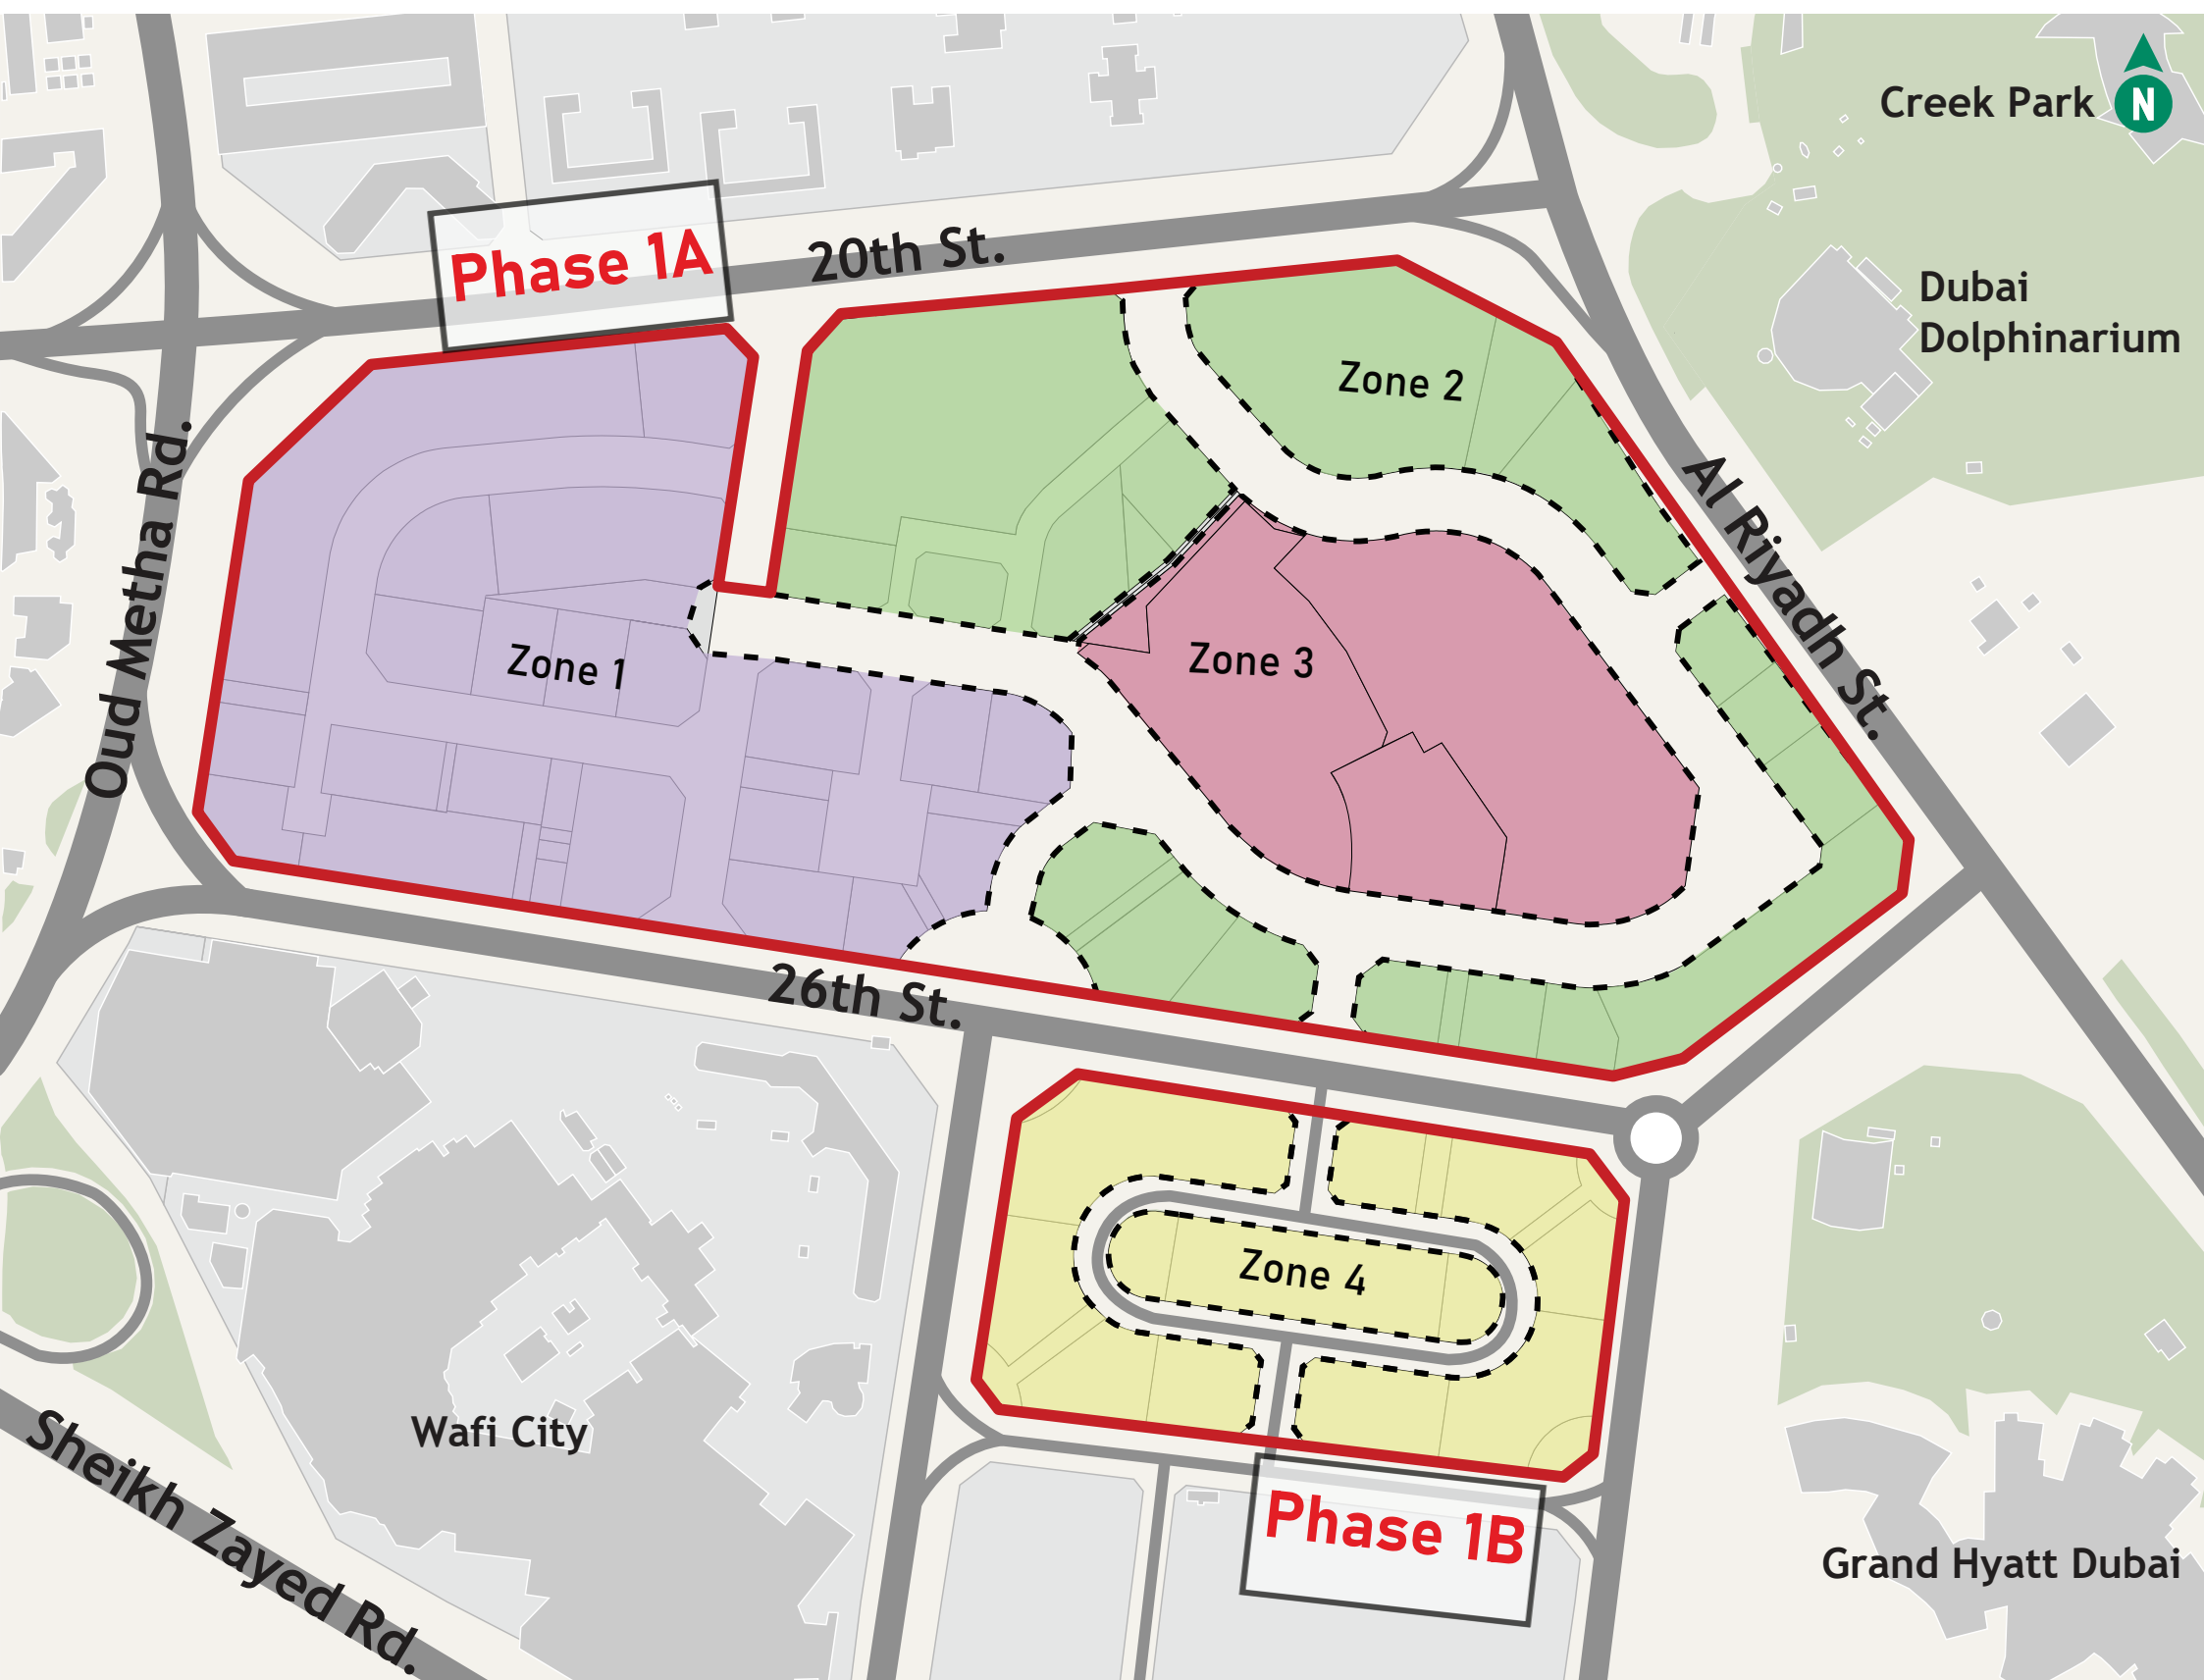 Creek Park
N
Phase 1A
20th St.
Dubai
Dolphinarium
Zone 2
Oud Metha Rd.
Al Riyadh St.
Zone 1
Zone 3
26th St.
Zone 4
Wafi City
Sheikh Zayed Rd.
Phase 1B
Grand Hyatt Dubai